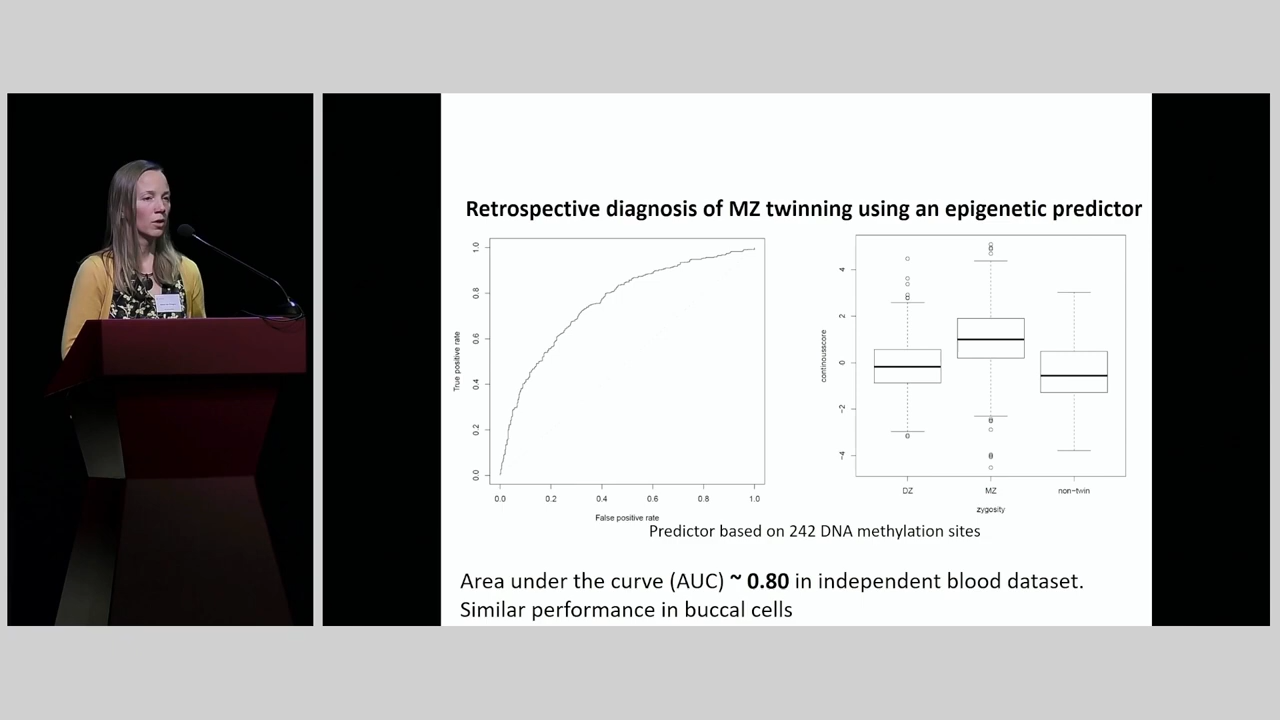 Retrospective diagnosis of MZ twinning using an epigenetic predictor
True positive rate
1.0
0.8
0.6
0.4
0.2
0.0
0.0 0.2 0.4 0.6 0.8 1.0
False positive rate
continousscore
4
2
0
−2
−4
DZ MZ non−twin
zygosity
Predictor based on 242 DNA methylation sites
Area under the curve (AUC) ~ 0.80 in independent blood dataset.
Similar performance in buccal cells